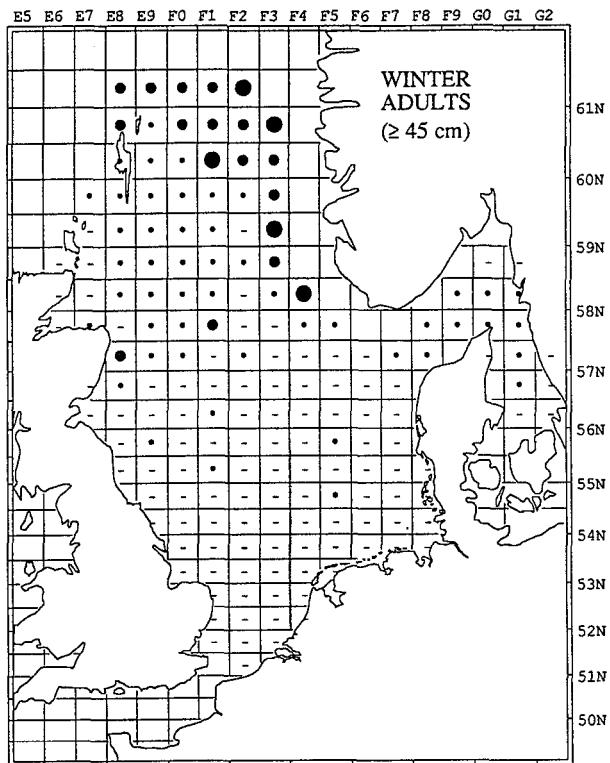 E5 E6 E7 E8 E9 F0 F1 F2 F3 F4 F5 F6 F7 F8 F9 G0 G1 G2
WINTER
ADULTS
(≥ 45 cm)
61N
60N
59N
58N
57N
56N
55N
54N
53N
52N
51N
50N